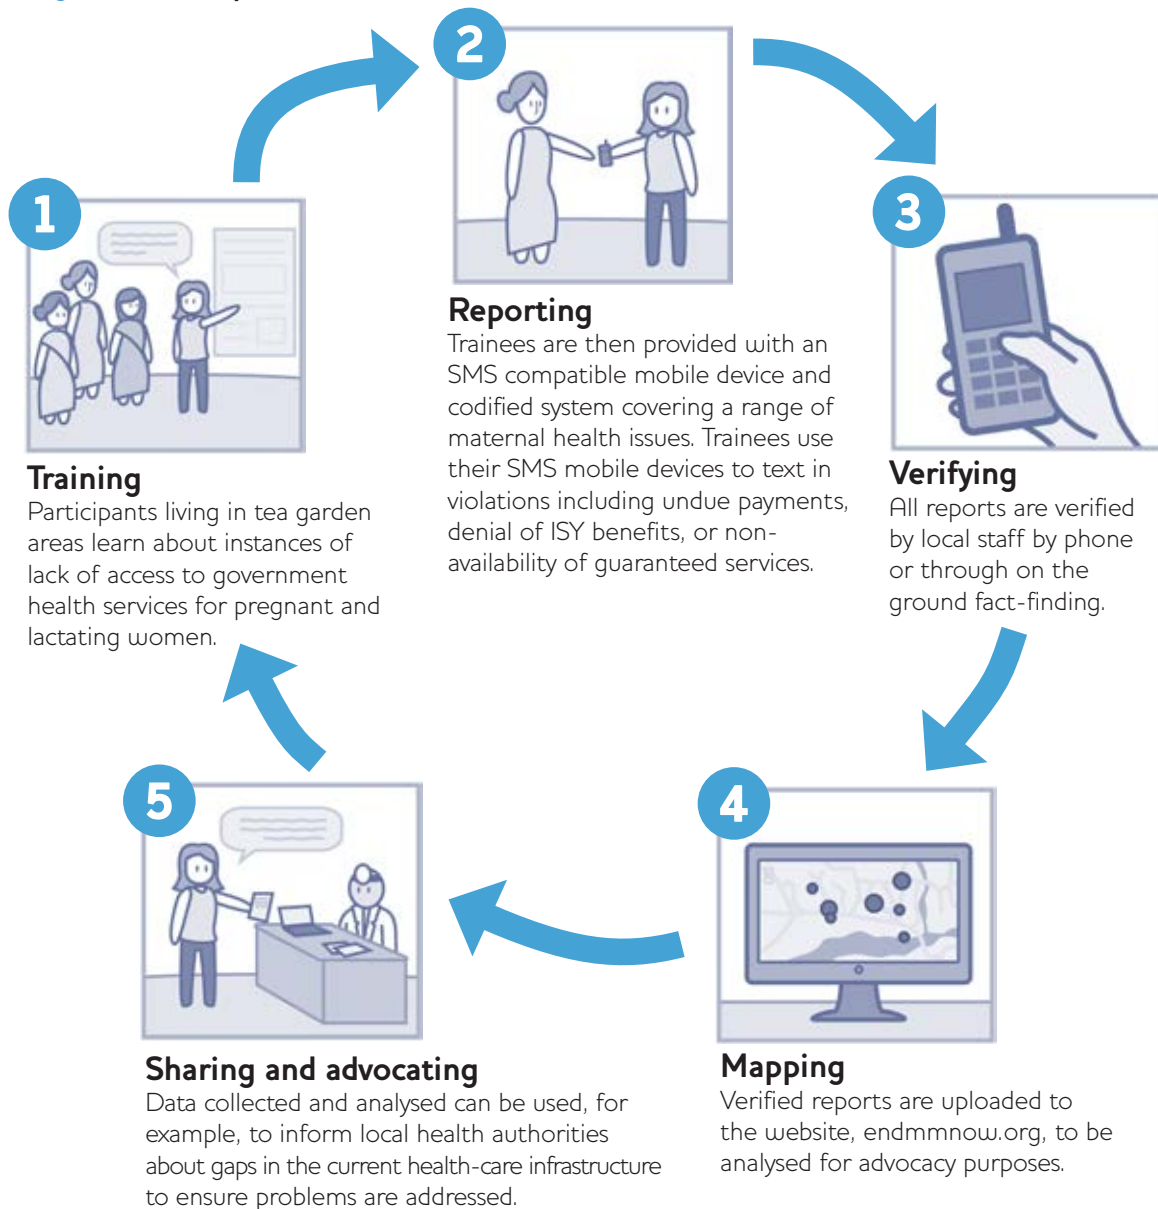 1
Training
Participants living in tea garden
areas learn about instances of
lack of access to government
health services for pregnant and
lactating women.
2
Reporting
Trainees are then provided with an
SMS compatible mobile device and
codified system covering a range of
maternal health issues. Trainees use
their SMS mobile devices to text in
violations including undue payments,
denial of ISY benefits, or non-
availability of guaranteed services.
3
Verifying
All reports are verified
by local staff by phone
or through on the
ground fact-finding.
4
Mapping
Verified reports are uploaded to
the website, endmmnow.org, to be
analysed for advocacy purposes.
5
Sharing and advocating
Data collected and analysed can be used, for
example, to inform local health authorities
about gaps in the current health-care infrastructure
to ensure problems are addressed.